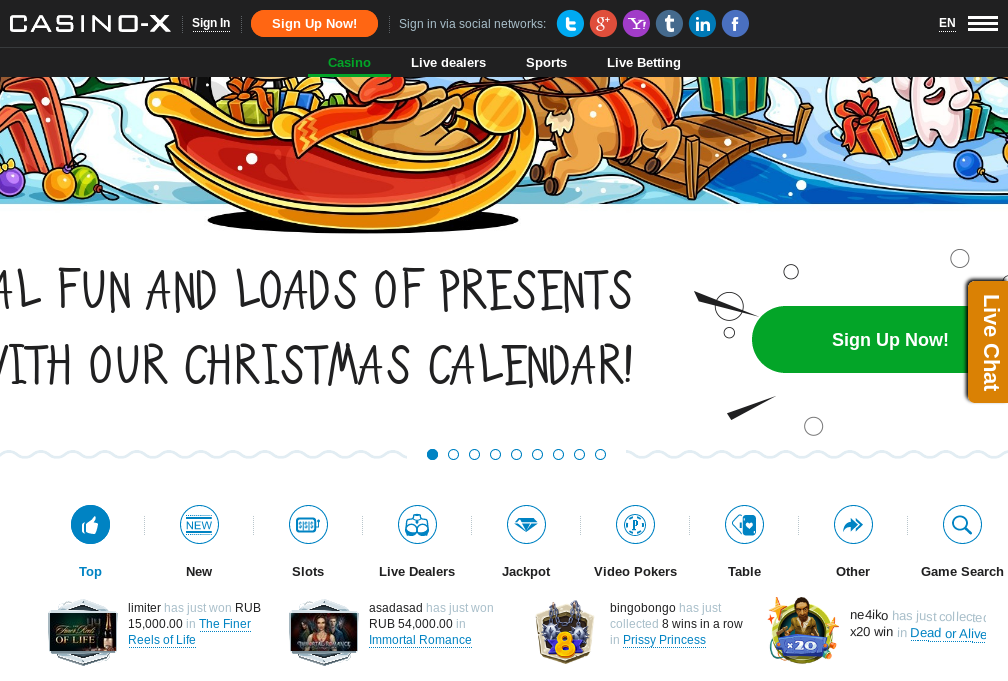 CASINO-X
Sign In
Sign Up Now!
Sign in via social networks:
EN
Casino
Live dealers
Sports
Live Betting
AL FUN AND LOADS OF PRESENTS
WITH OUR CHRISTMAS CALENDAR!
Sign Up Now!
Live Chat
NEW
Top
New
Slots
Live Dealers
Jackpot
Video Pokers
Table
Other
Game Search
limiter has just won RUB
15,000.00 in The Finer
Reels of Life
asadasad has just won
RUB 54,000.00 in
Immortal Romance
8
bingobongo has just
collected 8 wins in a row
in Prissy Princess
x20
ne4iko has just collected
x20 win in Dead or Alive